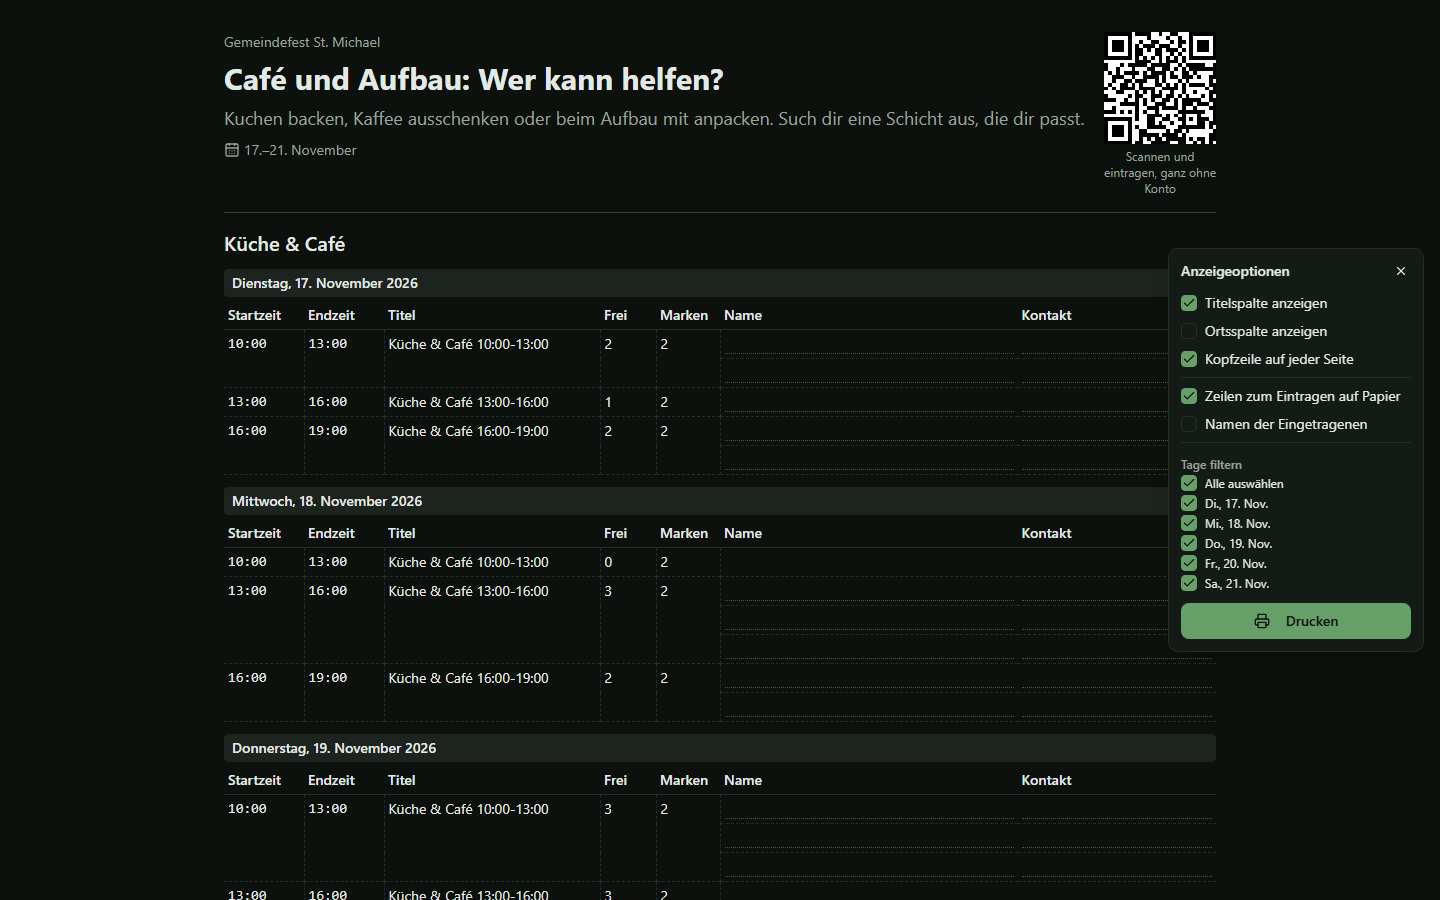 Gemeindefest St. Michael
Café und Aufbau: Wer kann helfen?
Kuchen backen, Kaffee ausschenken oder beim Aufbau mit anpacken. Such dir eine Schicht aus, die dir passt.
17.–21. November
Scannen und
eintragen, ganz ohne
Konto
Küche & Café
Dienstag, 17. November 2026
Startzeit Endzeit Titel Frei Marken Name Kontakt
10:00 13:00 Küche & Café 10:00-13:00 2 2
13:00 16:00 Küche & Café 13:00-16:00 1 2
16:00 19:00 Küche & Café 16:00-19:00 2 2
Mittwoch, 18. November 2026
Startzeit Endzeit Titel Frei Marken Name Kontakt
10:00 13:00 Küche & Café 10:00-13:00 0 2
13:00 16:00 Küche & Café 13:00-16:00 3 2
16:00 19:00 Küche & Café 16:00-19:00 2 2
Donnerstag, 19. November 2026
Startzeit Endzeit Titel Frei Marken Name Kontakt
10:00 13:00 Küche & Café 10:00-13:00 3 2
13:00 16:00 Küche & Café 13:00-16:00 3 2
Anzeigeoptionen
Titelspalte anzeigen
Ortsspalte anzeigen
Kopfzeile auf jeder Seite
Zeilen zum Eintragen auf Papier
Namen der Eingetragenen
Tage filtern
Alle auswählen
Di., 17. Nov.
Mi., 18. Nov.
Do., 19. Nov.
Fr., 20. Nov.
Sa., 21. Nov.
Drucken